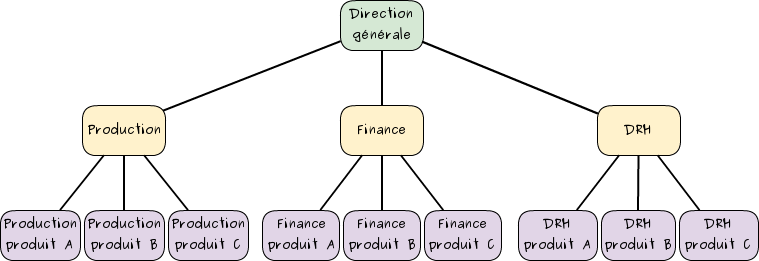 Direction
générale
Production
Finance
DRH
Production
produit A
Production
produit B
Production
produit C
Finance
produit A
Finance
produit B
Finance
produit C
DRH
produit A
DRH
produit B
DRH
produit C